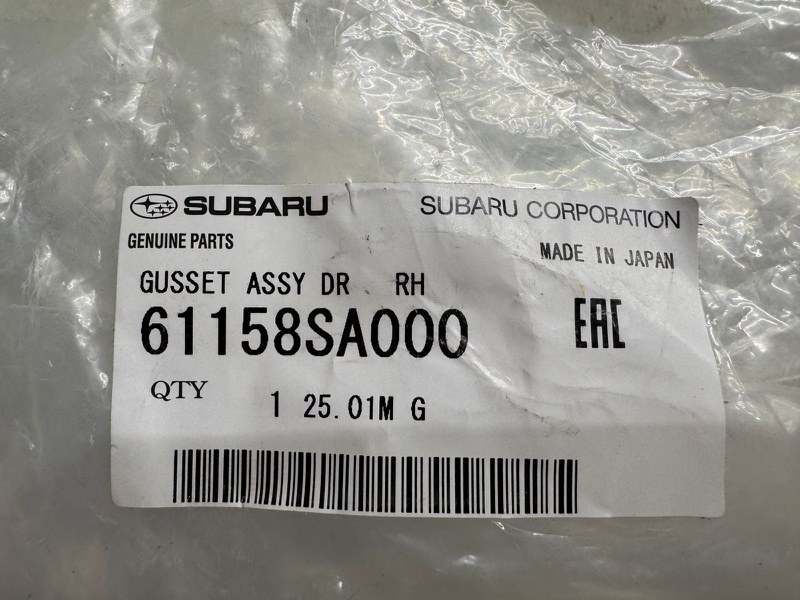 SUBARU
SUBARU CORPORATION
GENUINE PARTS
MADE IN JAPAN
GUSSET ASSY DR RH
61158SA000
EAC
QTY 1 25.01M G